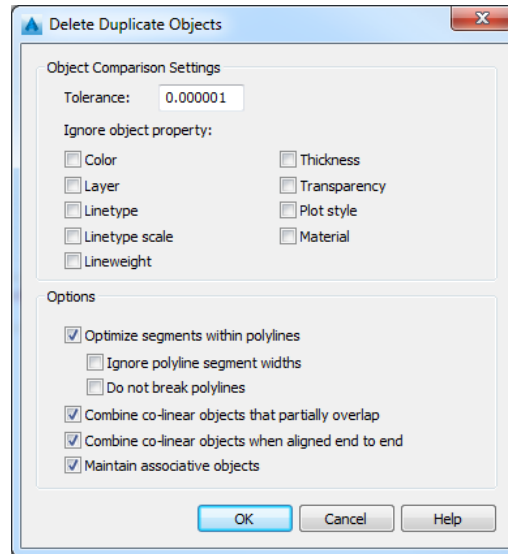 Delete Duplicate Objects
Object Comparison Settings
Tolerance: 0.000001
Ignore object property:
Color Thickness
Layer Transparency
Linetype Plot style
Linetype scale Material
Lineweight
Options
Optimize segments within polylines
Ignore polyline segment widths
Do not break polylines
Combine co-linear objects that partially overlap
Combine co-linear objects when aligned end to end
Maintain associative objects
OK Cancel Help